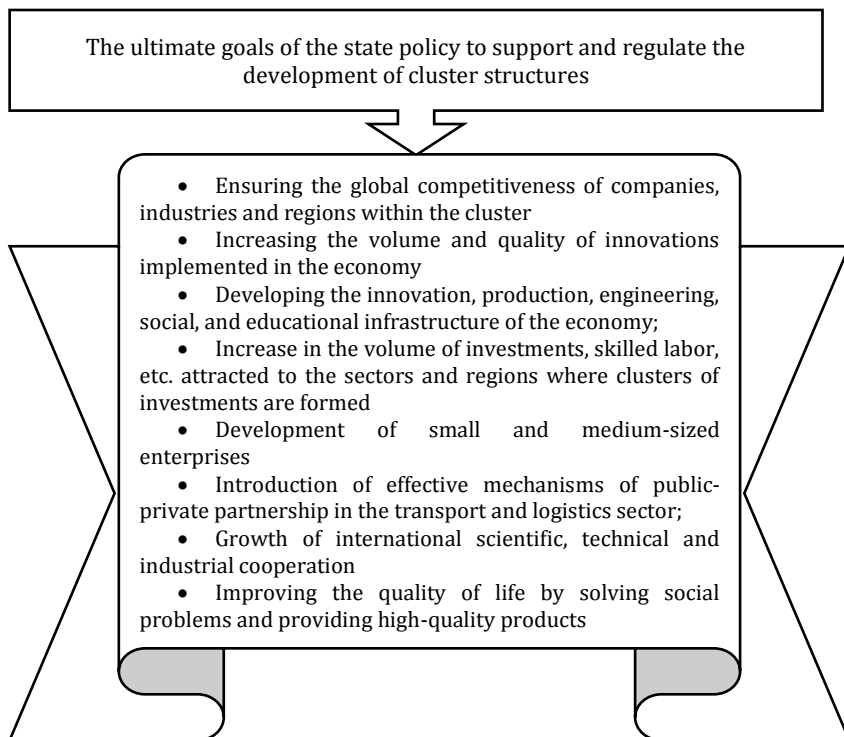 The ultimate goals of the state policy to support and regulate the
development of cluster structures
• Ensuring the global competitiveness of companies,
industries and regions within the cluster
• Increasing the volume and quality of innovations
implemented in the economy
• Developing the innovation, production, engineering,
social, and educational infrastructure of the economy;
• Increase in the volume of investments, skilled labor,
etc. attracted to the sectors and regions where clusters of
investments are formed
• Development of small and medium-sized
enterprises
• Introduction of effective mechanisms of public-
private partnership in the transport and logistics sector;
• Growth of international scientific, technical and
industrial cooperation
• Improving the quality of life by solving social
problems and providing high-quality products